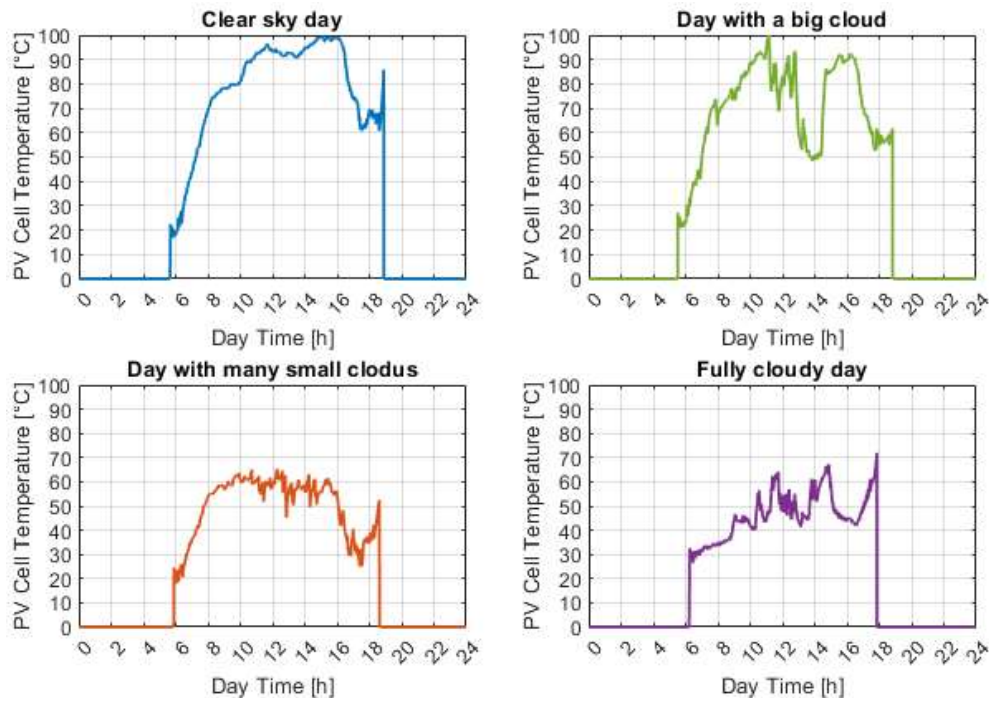 Clear sky day
PV Cell Temperature [°C]
100
90
80
70
60
50
40
30
20
10
0
0 2 4 6 8 10 12 14 16 18 20 22 24
Day Time [h]
Day with a big cloud
PV Cell Temperature [°C]
100
90
80
70
60
50
40
30
20
10
0
0 2 4 6 8 10 12 14 16 18 20 22 24
Day Time [h]
Day with many small clodus
PV Cell Temperature [°C]
100
90
80
70
60
50
40
30
20
10
0
0 2 4 6 8 10 12 14 16 18 20 22 24
Day Time [h]
Fully cloudy day
PV Cell Temperature [°C]
100
90
80
70
60
50
40
30
20
10
0
0 2 4 6 8 10 12 14 16 18 20 22 24
Day Time [h]